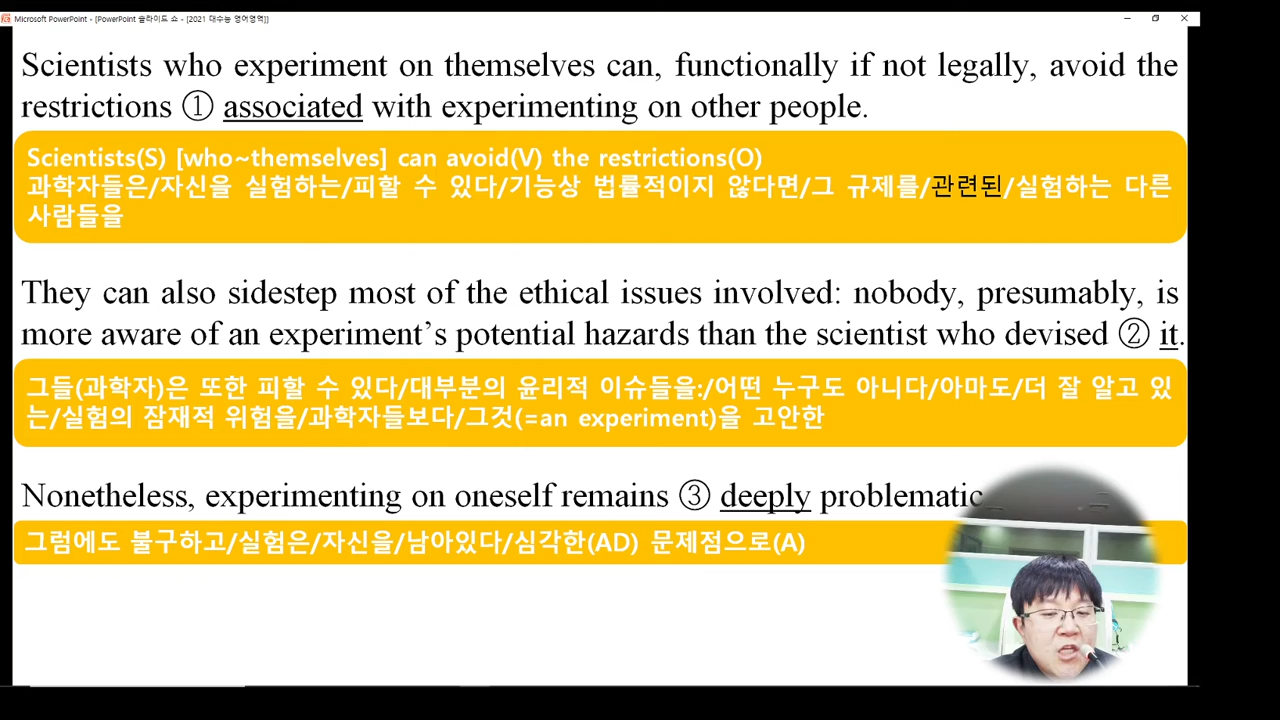 Microsoft PowerPoint - [PowerPoint 슬라이드 쇼 - [2021 대수능 영어영역]]
Scientists who experiment on themselves can, functionally if not legally, avoid the
restrictions ① associated with experimenting on other people.
Scientists(S) [who~themselves] can avoid(V) the restrictions(O)
과학자들은/자신을 실험하는/피할 수 있다/기능상 법률적이지 않다면/그 규제를/관련된/실험하는 다른
사람들을
They can also sidestep most of the ethical issues involved: nobody, presumably, is
more aware of an experiment’s potential hazards than the scientist who devised ② it.
그들(과학자)은 또한 피할 수 있다/대부분의 윤리적 이슈들을:/어떤 누구도 아니다/아마도/더 잘 알고 있
는/실험의 잠재적 위험을/과학자들보다/그것(=an experiment)을 고안한
Nonetheless, experimenting on oneself remains ③ deeply problematic
그럼에도 불구하고/실험은/자신을/남아있다/심각한(AD) 문제점으로(A)